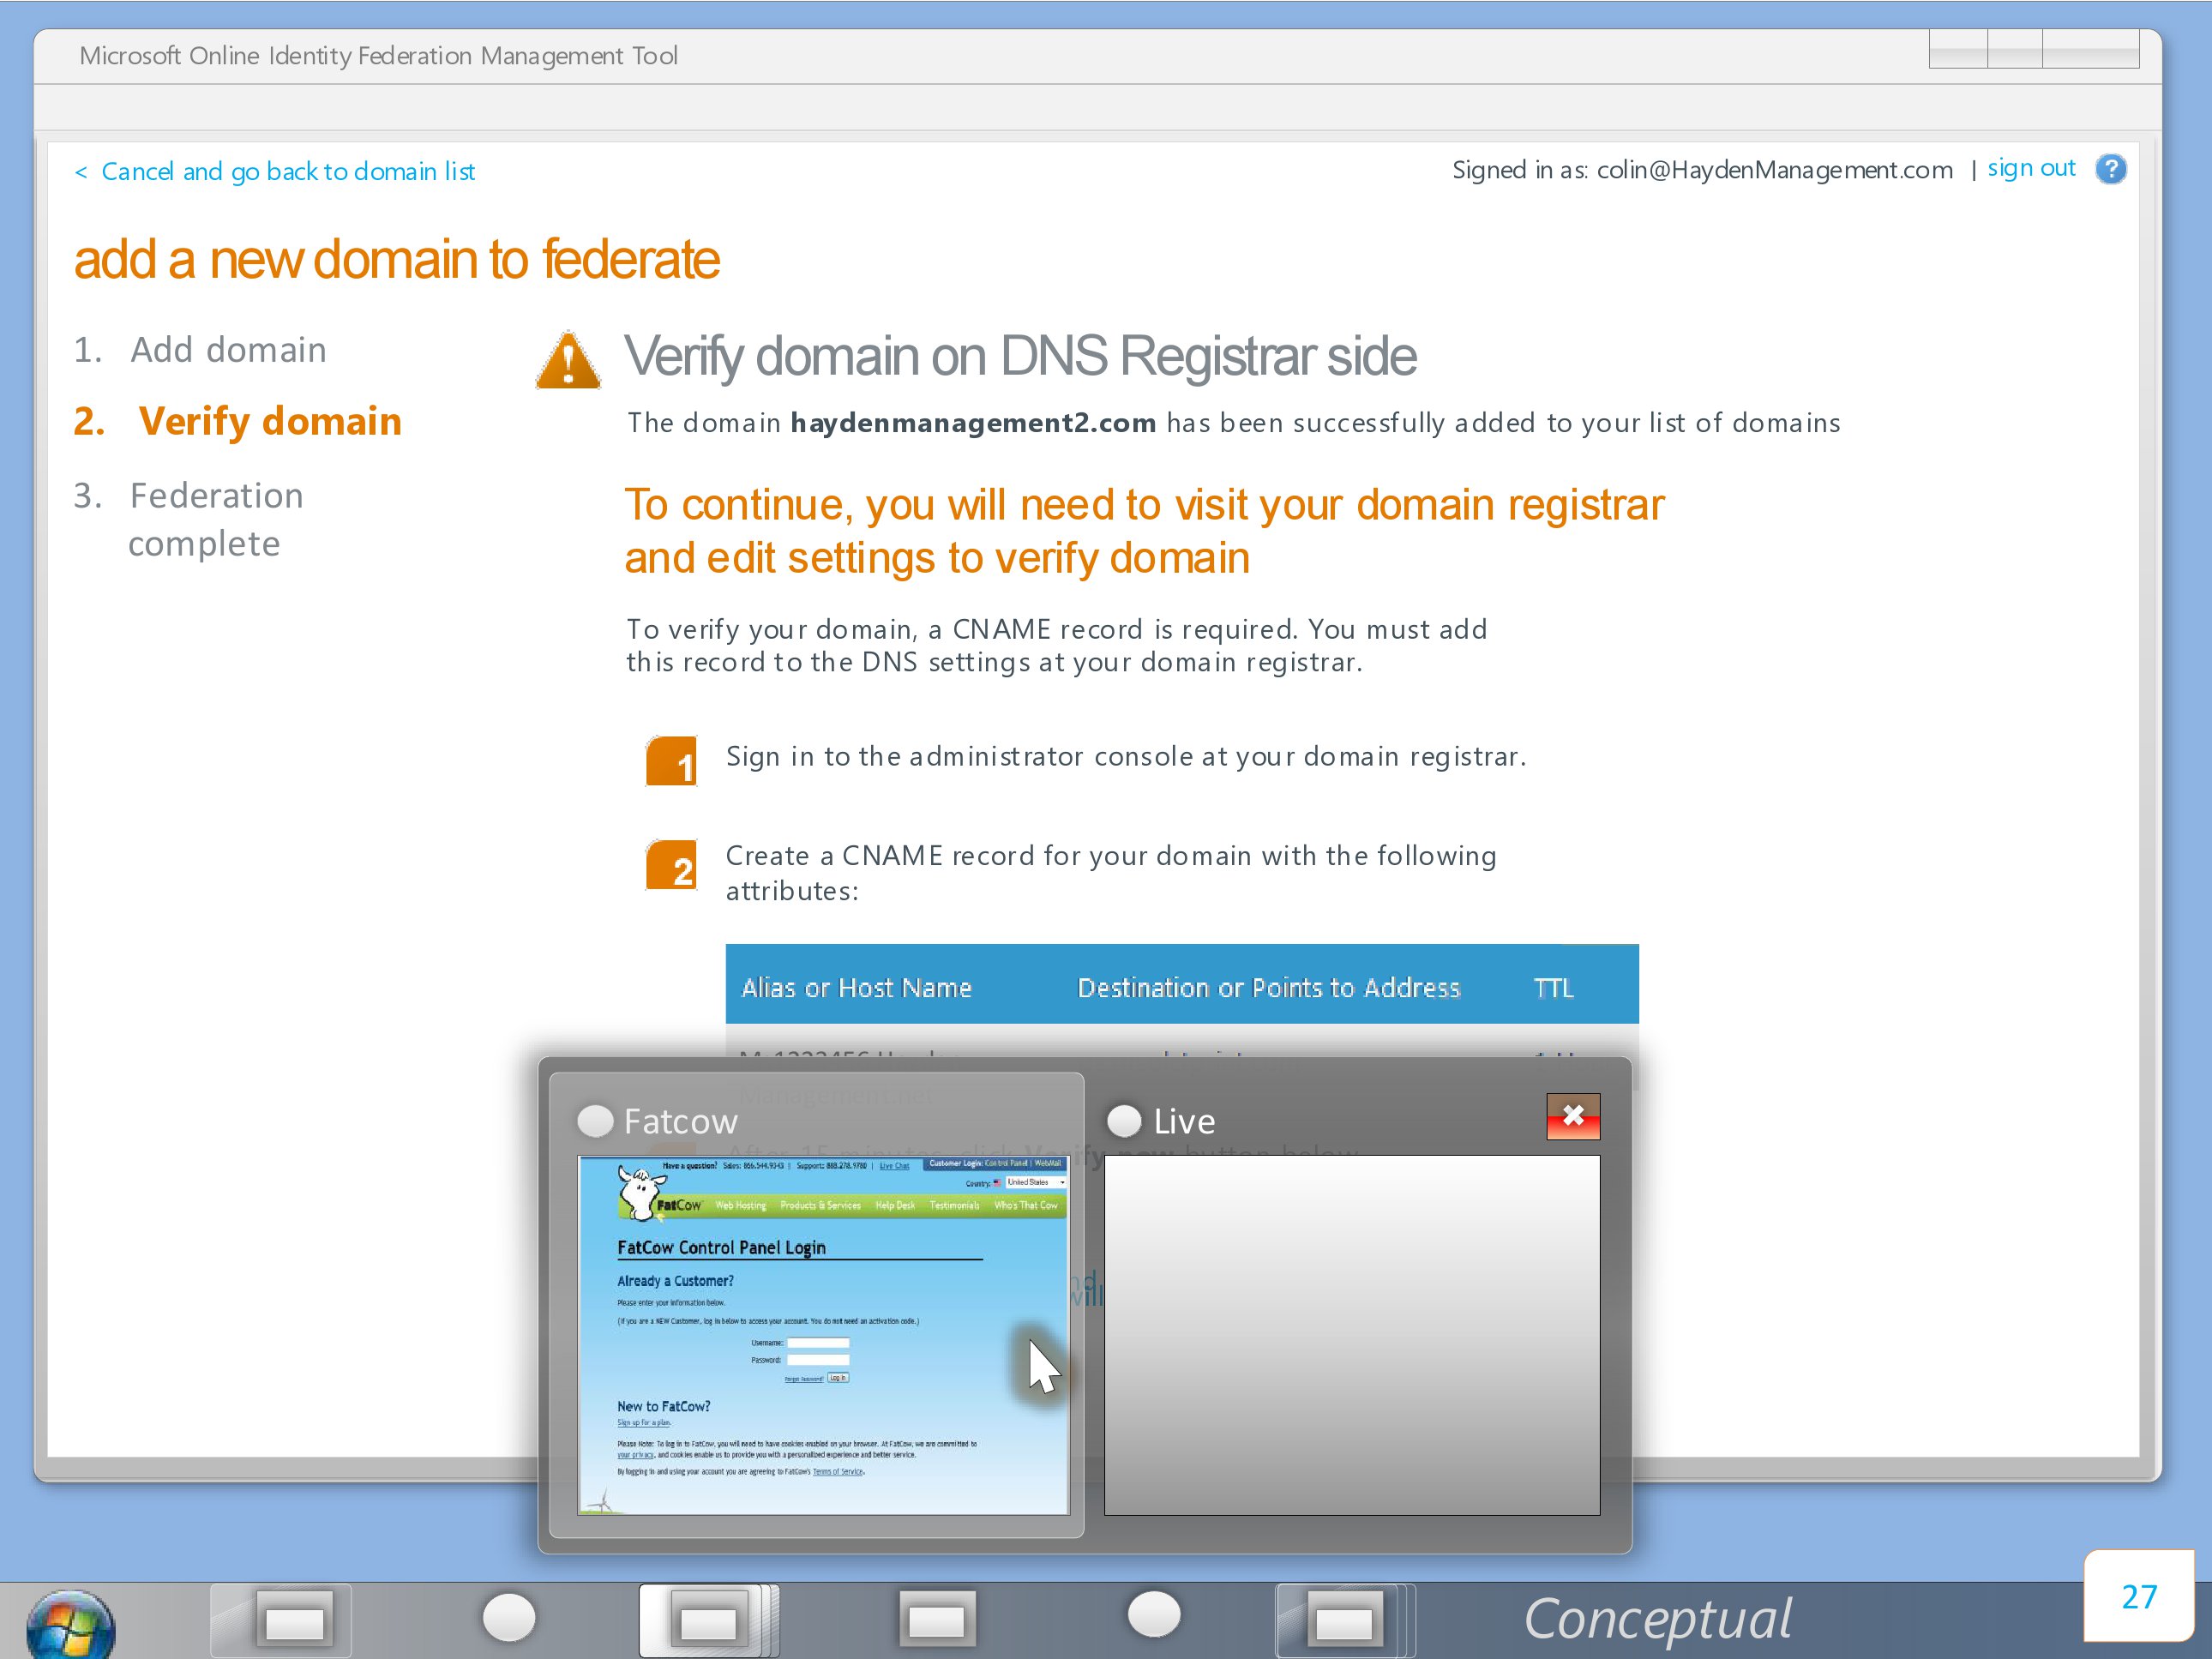 Microsoft Online Identity Federation Management Tool
< Cancel and go back to domain list
Signed in as: colin@HaydenManagement.com | sign out ?
add a new domain to federate
1. Add domain
2. Verify domain
3. Federation
complete
Verify domain on DNS Registrar side
The domain haydenmanagement2.com has been successfully added to your list of domains
To continue, you will need to visit your domain registrar
and edit settings to verify domain
To verify your domain, a CNAME record is required. You must add
this record to the DNS settings at your domain registrar.
1 Sign in to the administrator console at your domain registrar.
2 Create a CNAME record for your domain with the following
attributes:
Alias or Host Name Destination or Points to Address TTL
After 15 minutes, click Verify now button below
will
Fatcow
Live
Have a question? Sales: 866.544.9343 | Support: 888.278.9780 | Live Chat
Customer Login: Control Panel | WebMail
Country: United States
FatCow Web Hosting Products & Services Help Desk Testimonials Who's That Cow
FatCow Control Panel Login
Already a Customer?
Please enter your information below.
(If you are a NEW Customer, log in below to access your account. You do not need an activation code.)
Username:
Password:
Forgot Password? Log In
New to FatCow?
Sign up for a plan.
Please Note: To log in to FatCow, you will need to have cookies enabled on your browser. At FatCow, we are committed to
your privacy, and cookies enable us to provide you with a personalized experience and better service.
By logging in and using your account you are agreeing to FatCow's Terms of Service.
Conceptual
27